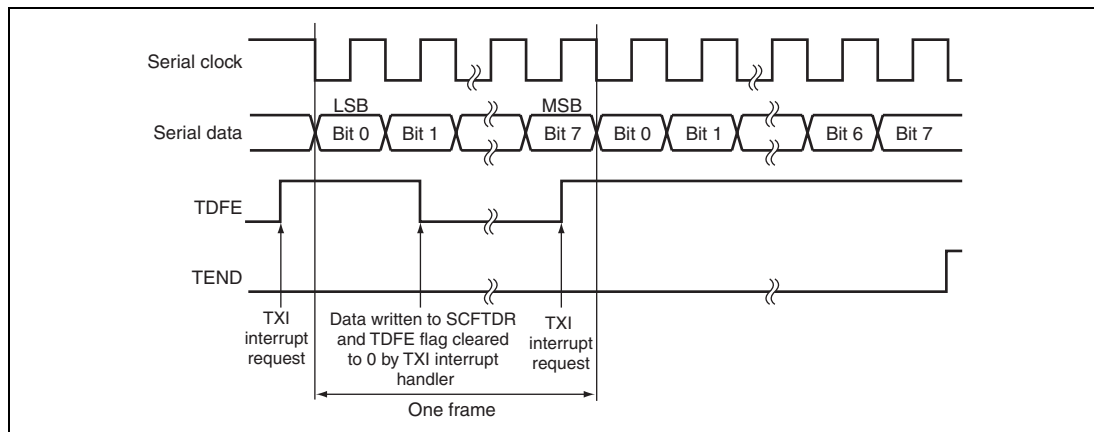 Serial clock
LSB
MSB
Serial data
Bit 0
Bit 1
Bit 7
Bit 0
Bit 1
Bit 6
Bit 7
TDFE
TEND
TXI
interrupt
request
Data written to SCFTDR
and TDFE flag cleared
to 0 by TXI interrupt
handler
TXI
interrupt
request
One frame